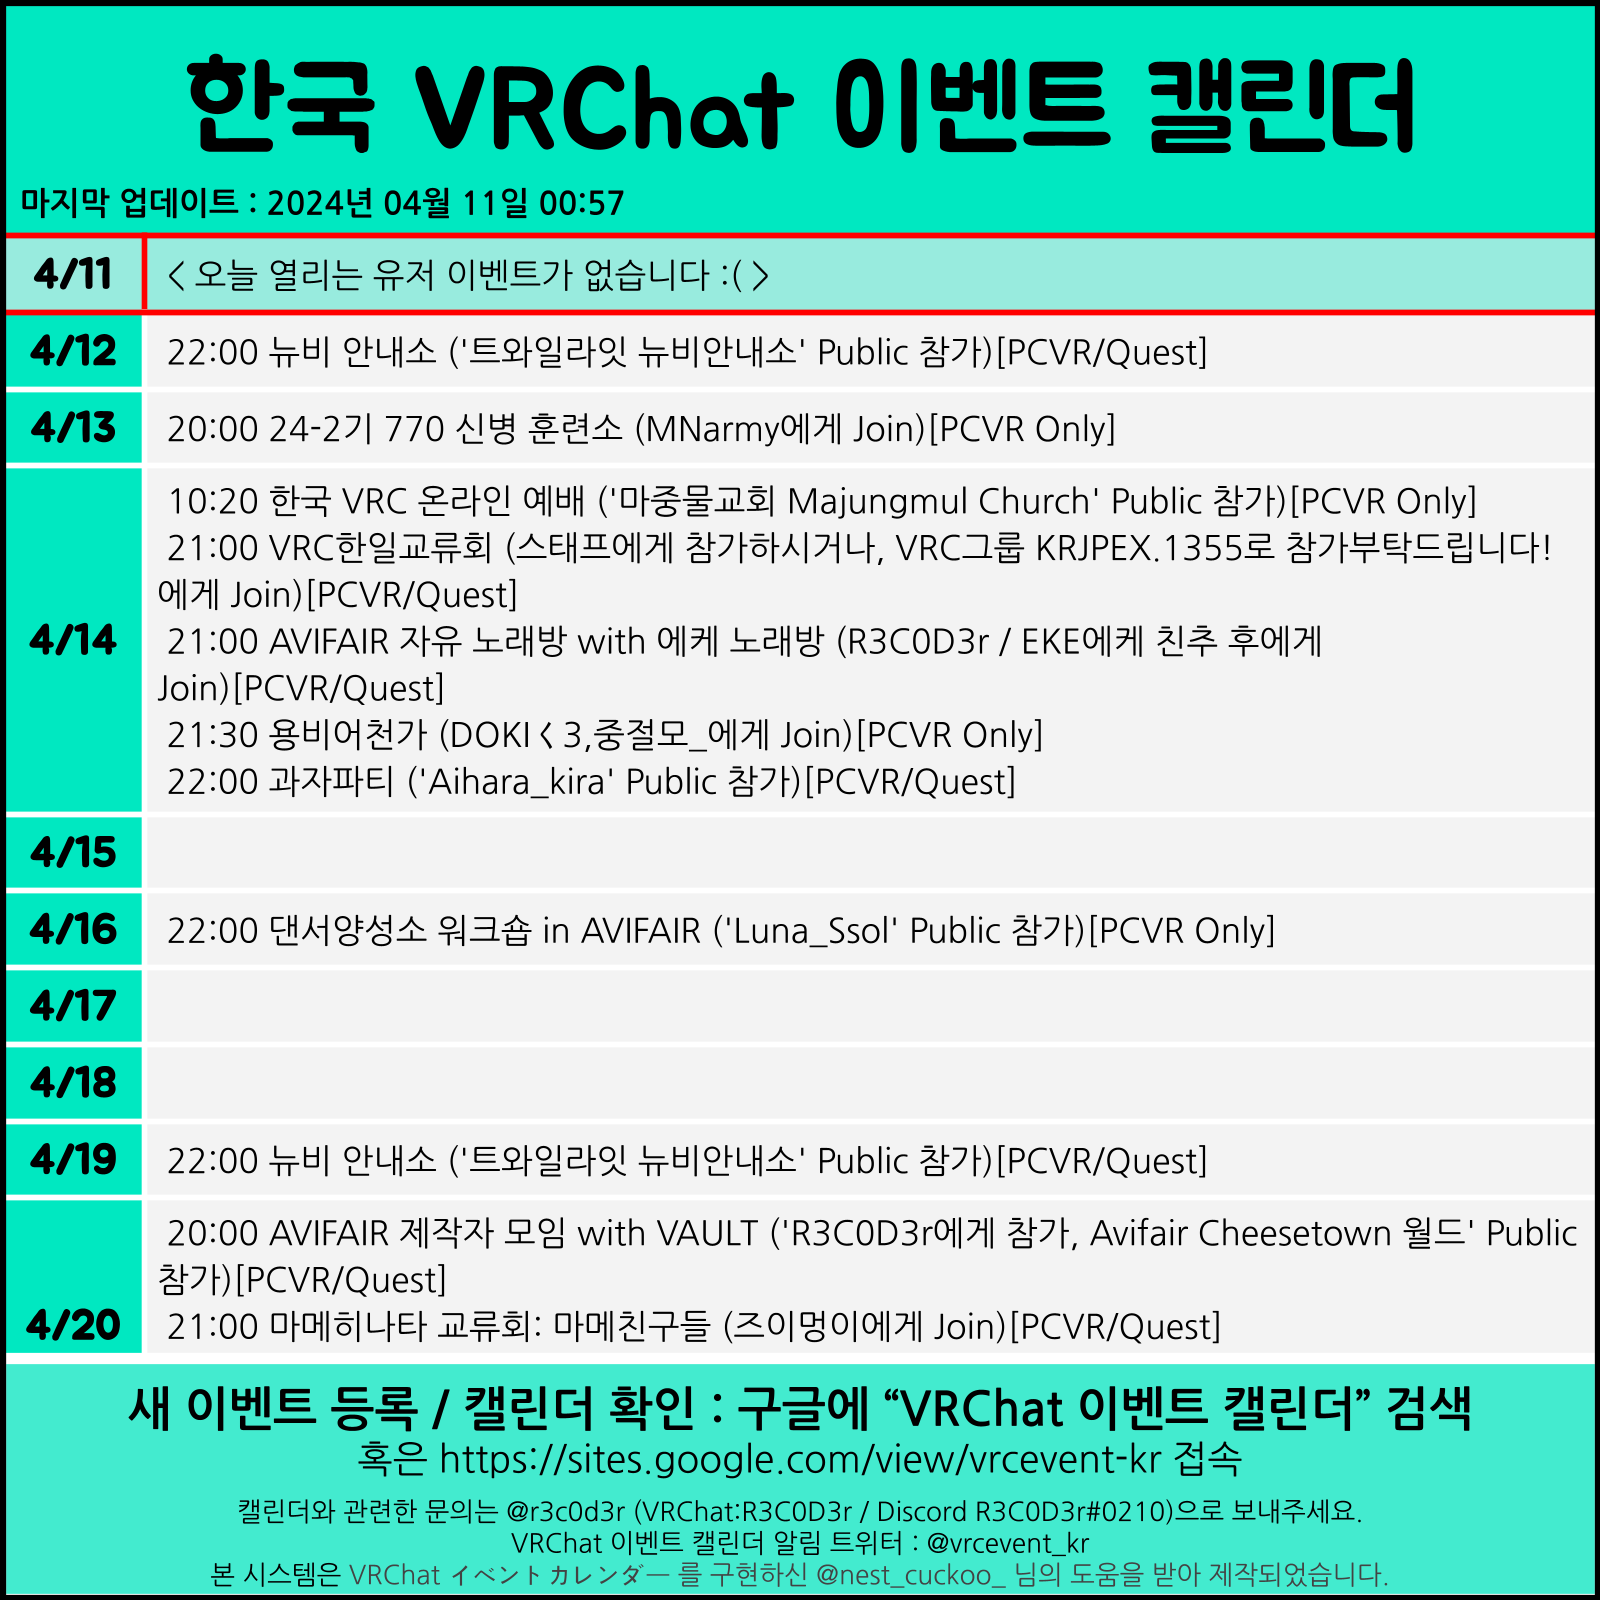 한국 VRChat 이벤트 캘린더
마지막 업데이트 : 2024년 04월 11일 00:57
4/11
< 오늘 열리는 유저 이벤트가 없습니다 :( >
4/12
22:00 뉴비 안내소 ('트와일라잇 뉴비안내소' Public 참가)[PCVR/Quest]
4/13
20:00 24-2기 770 신병 훈련소 (MNarmy에게 Join)[PCVR Only]
4/14
10:20 한국 VRC 온라인 예배 ('마중물교회 Majungmul Church' Public 참가)[PCVR Only]
21:00 VRC한일교류회 (스태프에게 참가하시거나, VRC그룹 KRJPEX.1355로 참가부탁드립니다!
에게 Join)[PCVR/Quest]
21:00 AVIFAIR 자유 노래방 with 에케 노래방 (R3C0D3r / EKE에케 친추 후에게
Join)[PCVR/Quest]
21:30 용비어천가 (DOKI く 3,중절모_에게 Join)[PCVR Only]
22:00 과자파티 ('Aihara_kira' Public 참가)[PCVR/Quest]
4/15
4/16
22:00 댄서양성소 워크숍 in AVIFAIR ('Luna_Ssol' Public 참가)[PCVR Only]
4/17
4/18
4/19
22:00 뉴비 안내소 ('트와일라잇 뉴비안내소' Public 참가)[PCVR/Quest]
4/20
20:00 AVIFAIR 제작자 모임 with VAULT ('R3C0D3r에게 참가, Avifair Cheesetown 월드' Public
참가)[PCVR/Quest]
21:00 마메히나타 교류회: 마메친구들 (즈이멍이에게 Join)[PCVR/Quest]
새 이벤트 등록 / 캘린더 확인 : 구글에 “VRChat 이벤트 캘린더” 검색
혹은 https://sites.google.com/view/vrcevent-kr 접속
캘린더와 관련한 문의는 @r3c0d3r (VRChat:R3C0D3r / Discord R3C0D3r#0210)으로 보내주세요.
VRChat 이벤트 캘린더 알림 트위터 : @vrcevent_kr
본 시스템은 VRChat イベントカレンダー 를 구현하신 @nest_cuckoo_ 님의 도움을 받아 제작되었습니다.